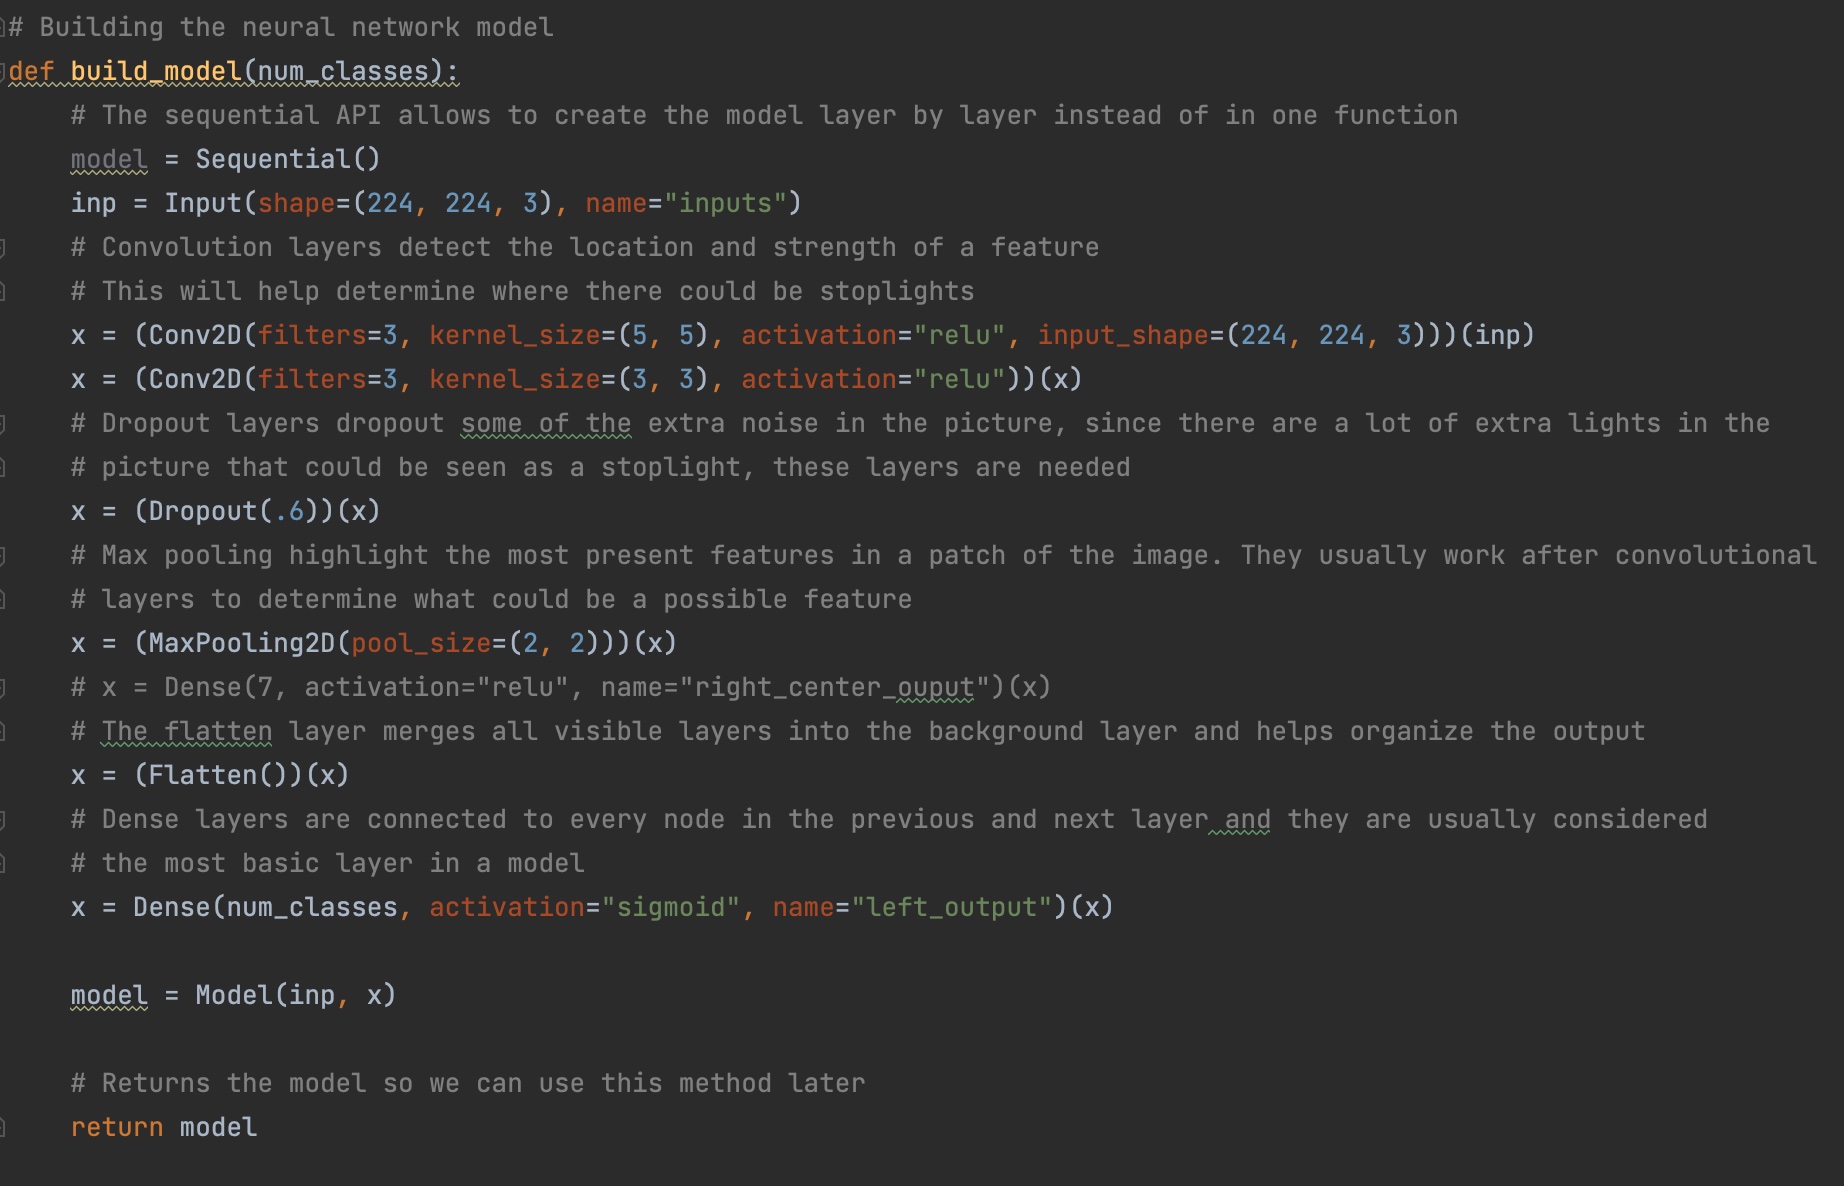 # Building the neural network model
def build_model(num_classes):
    # The sequential API allows to create the model layer by layer instead of in one function
    model = Sequential()
    inp = Input(shape=(224, 224, 3), name="inputs")
    # Convolution layers detect the location and strength of a feature
    # This will help determine where there could be stoplights
    x = (Conv2D(filters=3, kernel_size=(5, 5), activation="relu", input_shape=(224, 224, 3)))(inp)
    x = (Conv2D(filters=3, kernel_size=(3, 3), activation="relu"))(x)
    # Dropout layers dropout some of the extra noise in the picture, since there are a lot of extra lights in the
    # picture that could be seen as a stoplight, these layers are needed
    x = (Dropout(.6))(x)
    # Max pooling highlight the most present features in a patch of the image. They usually work after convolutional
    # layers to determine what could be a possible feature
    x = (MaxPooling2D(pool_size=(2, 2)))(x)
    # x = Dense(7, activation="relu", name="right_center_ouput")(x)
    # The flatten layer merges all visible layers into the background layer and helps organize the output
    x = (Flatten())(x)
    # Dense layers are connected to every node in the previous and next layer and they are usually considered
    # the most basic layer in a model
    x = Dense(num_classes, activation="sigmoid", name="left_output")(x)
    model = Model(inp, x)
    # Returns the model so we can use this method later
    return model